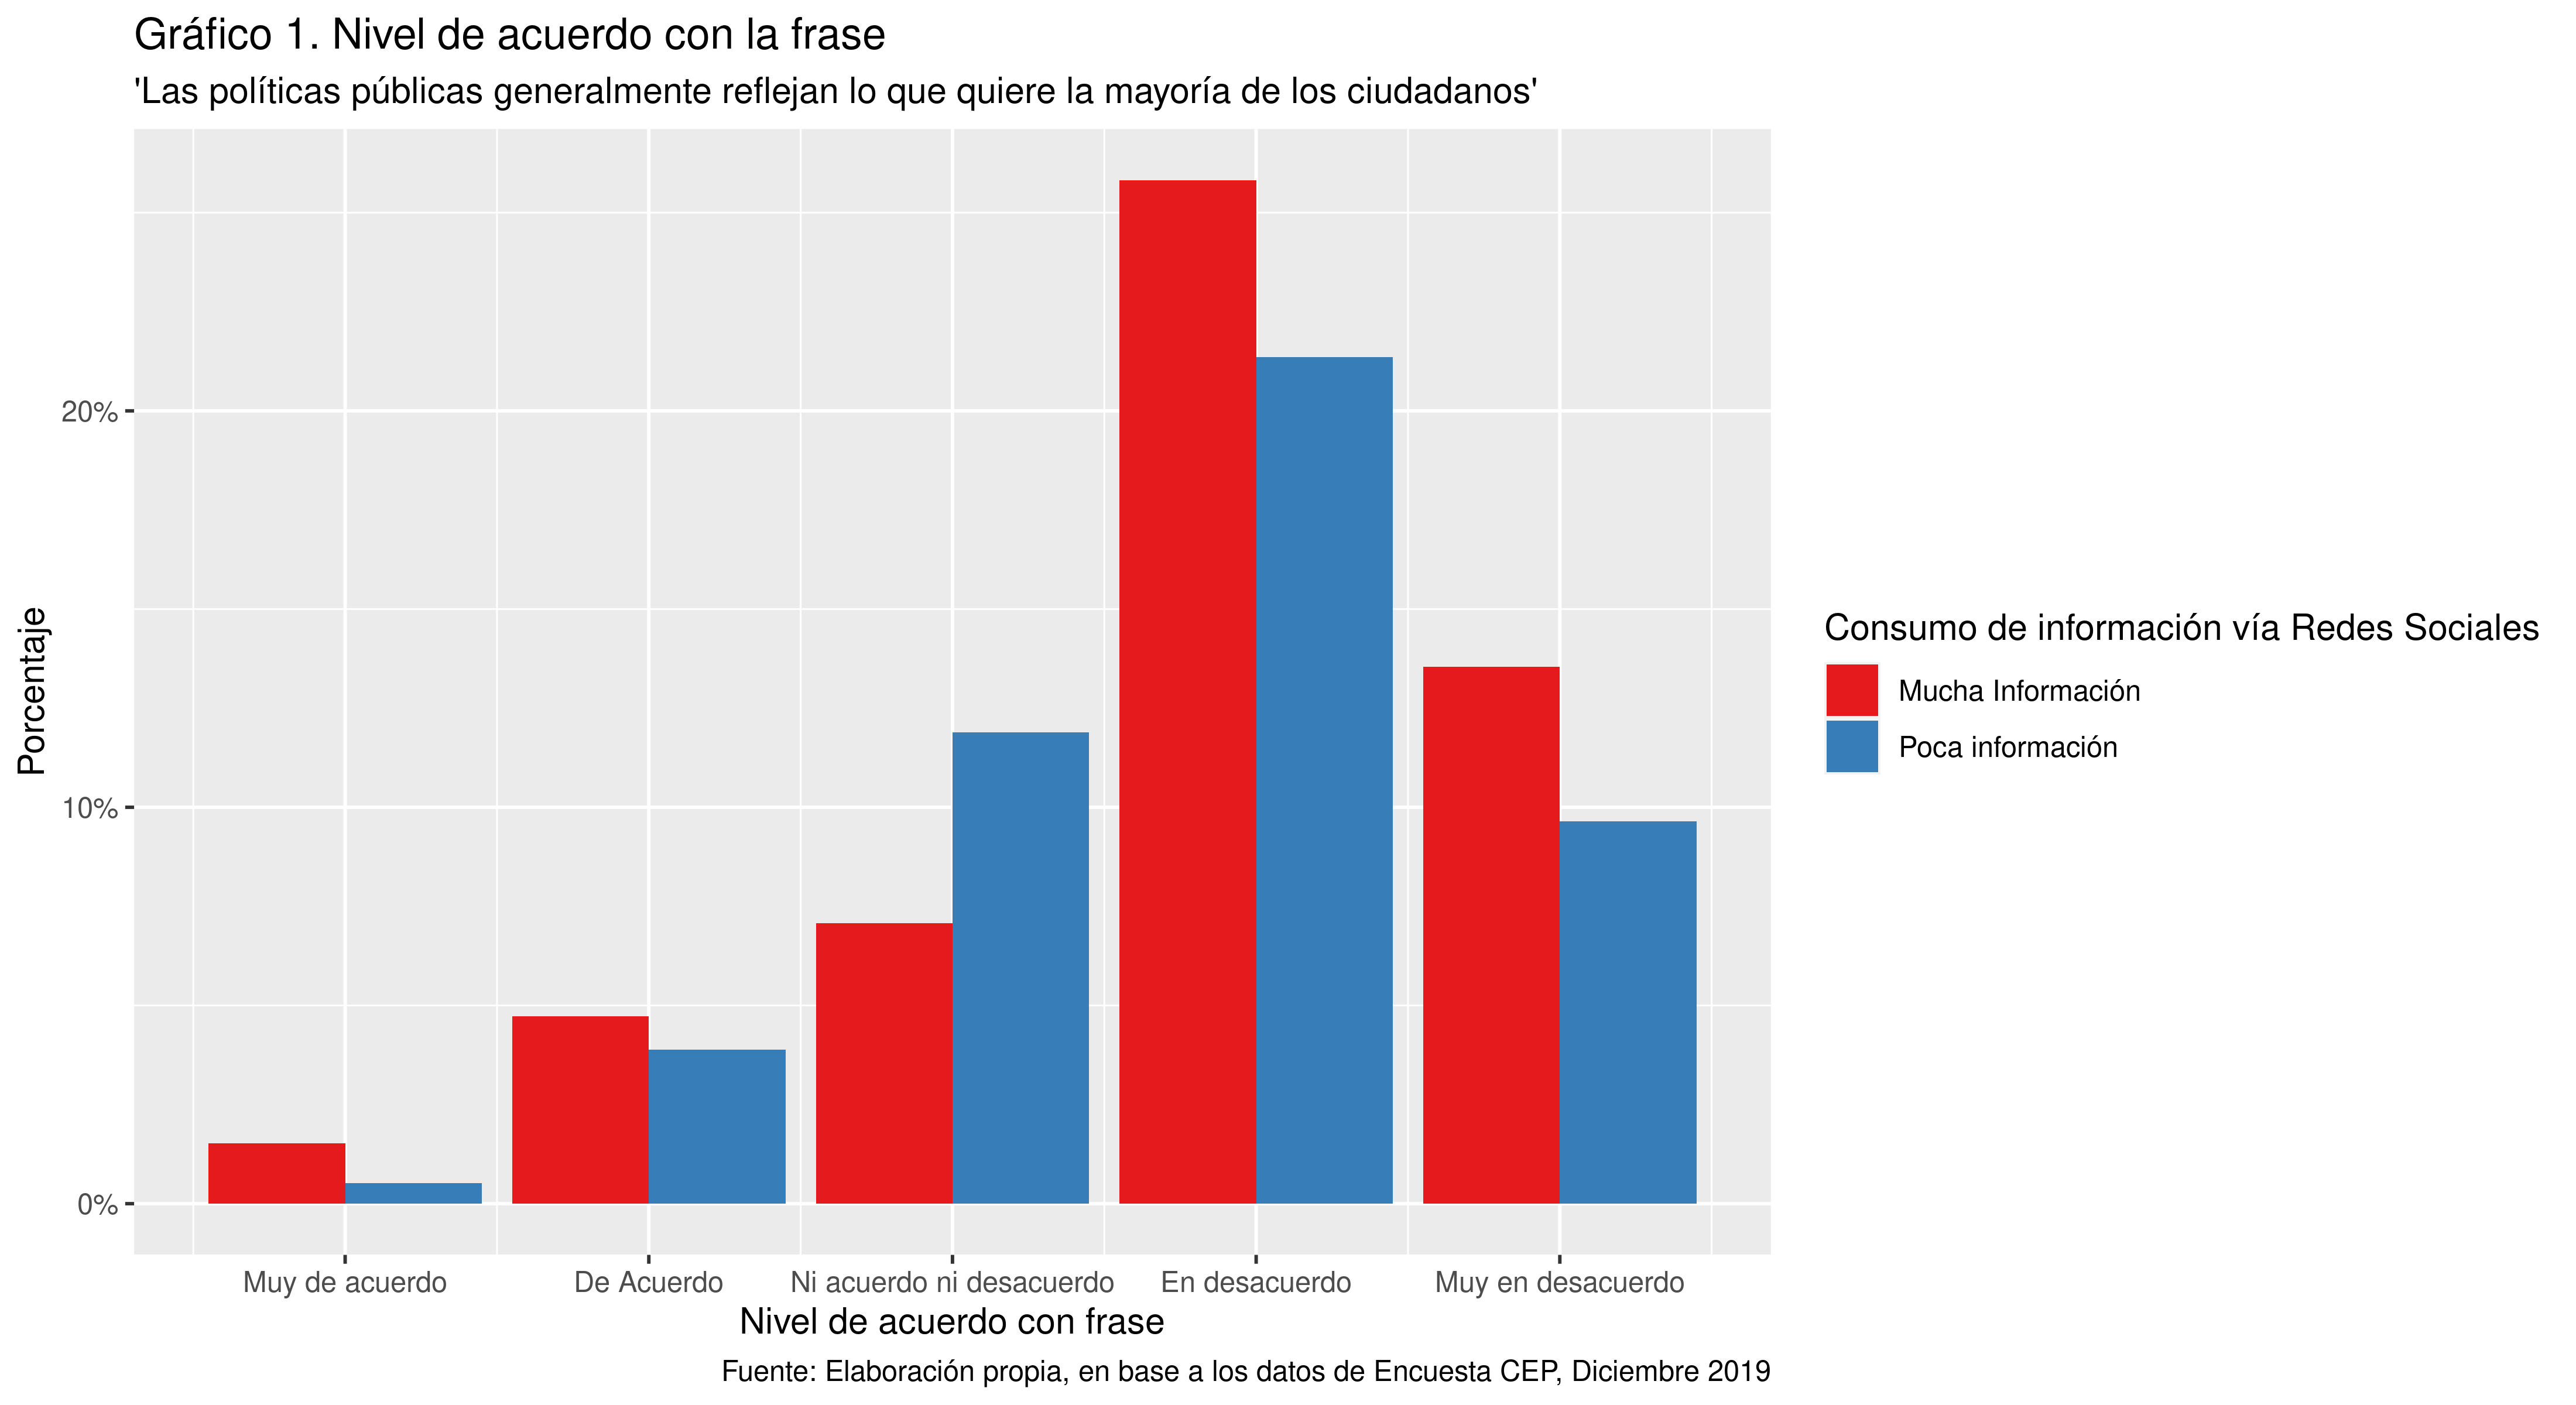 Gráfico 1. Nivel de acuerdo con la frase
'Las políticas públicas generalmente reflejan lo que quiere la mayoría de los ciudadanos'
Porcentaje
20%
10%
0%
Muy de acuerdo
De Acuerdo
Ni acuerdo ni desacuerdo
En desacuerdo
Muy en desacuerdo
Nivel de acuerdo con frase
Fuente: Elaboración propia, en base a los datos de Encuesta CEP, Diciembre 2019
Consumo de información vía Redes Sociales
Mucha Información
Poca información